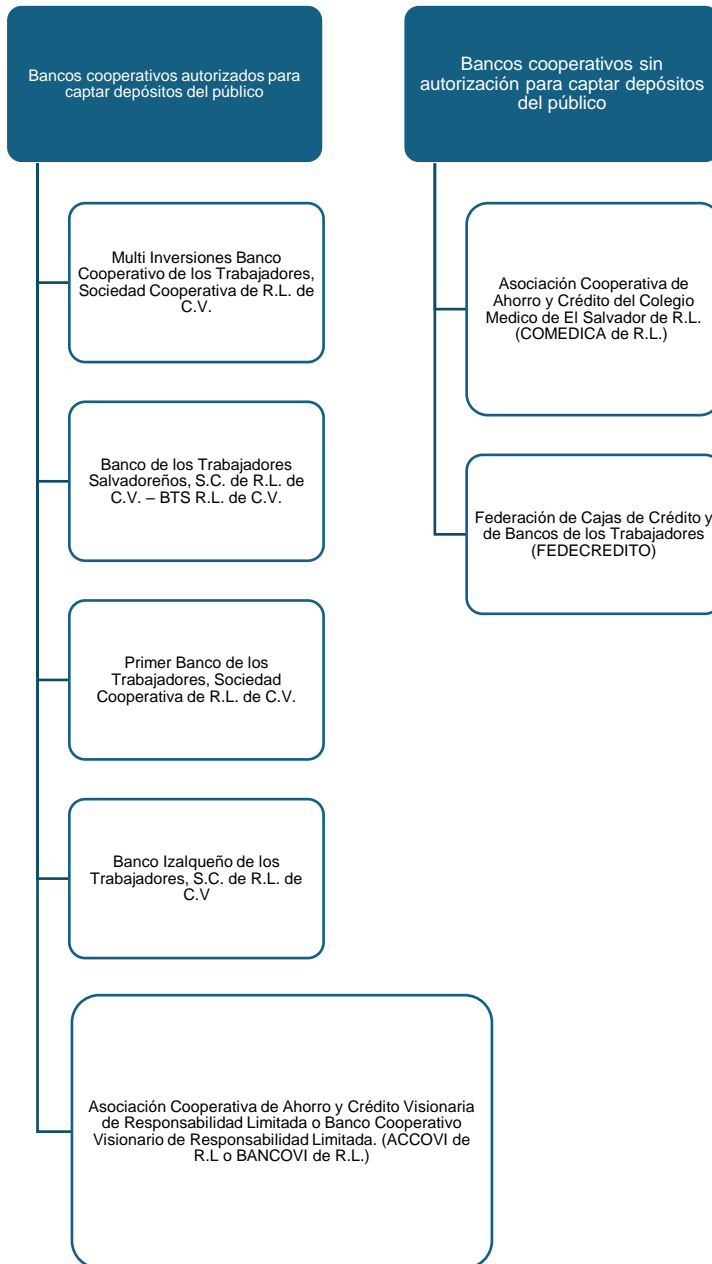 Bancos cooperativos autorizados para
captar depósitos del público
Multi Inversiones Banco
Cooperativo de los Trabajadores,
Sociedad Cooperativa de R.L. de
C.V.
Banco de los Trabajadores
Salvadoreños, S.C. de R.L. de
C.V. – BTS R.L. de C.V.
Primer Banco de los
Trabajadores, Sociedad
Cooperativa de R.L. de C.V.
Banco Izalqueño de los
Trabajadores, S.C. de R.L. de
C.V
Asociación Cooperativa de Ahorro y Crédito Visionaria
de Responsabilidad Limitada o Banco Cooperativo
Visionario de Responsabilidad Limitada. (ACCOVI de
R.L o BANCOVI de R.L.)
Bancos cooperativos sin
autorización para captar depósitos
del público
Asociación Cooperativa de
Ahorro y Crédito del Colegio
Medico de El Salvador de R.L.
(COMEDICA de R.L.)
Federación de Cajas de Crédito y
de Bancos de los Trabajadores
(FEDECREDITO)